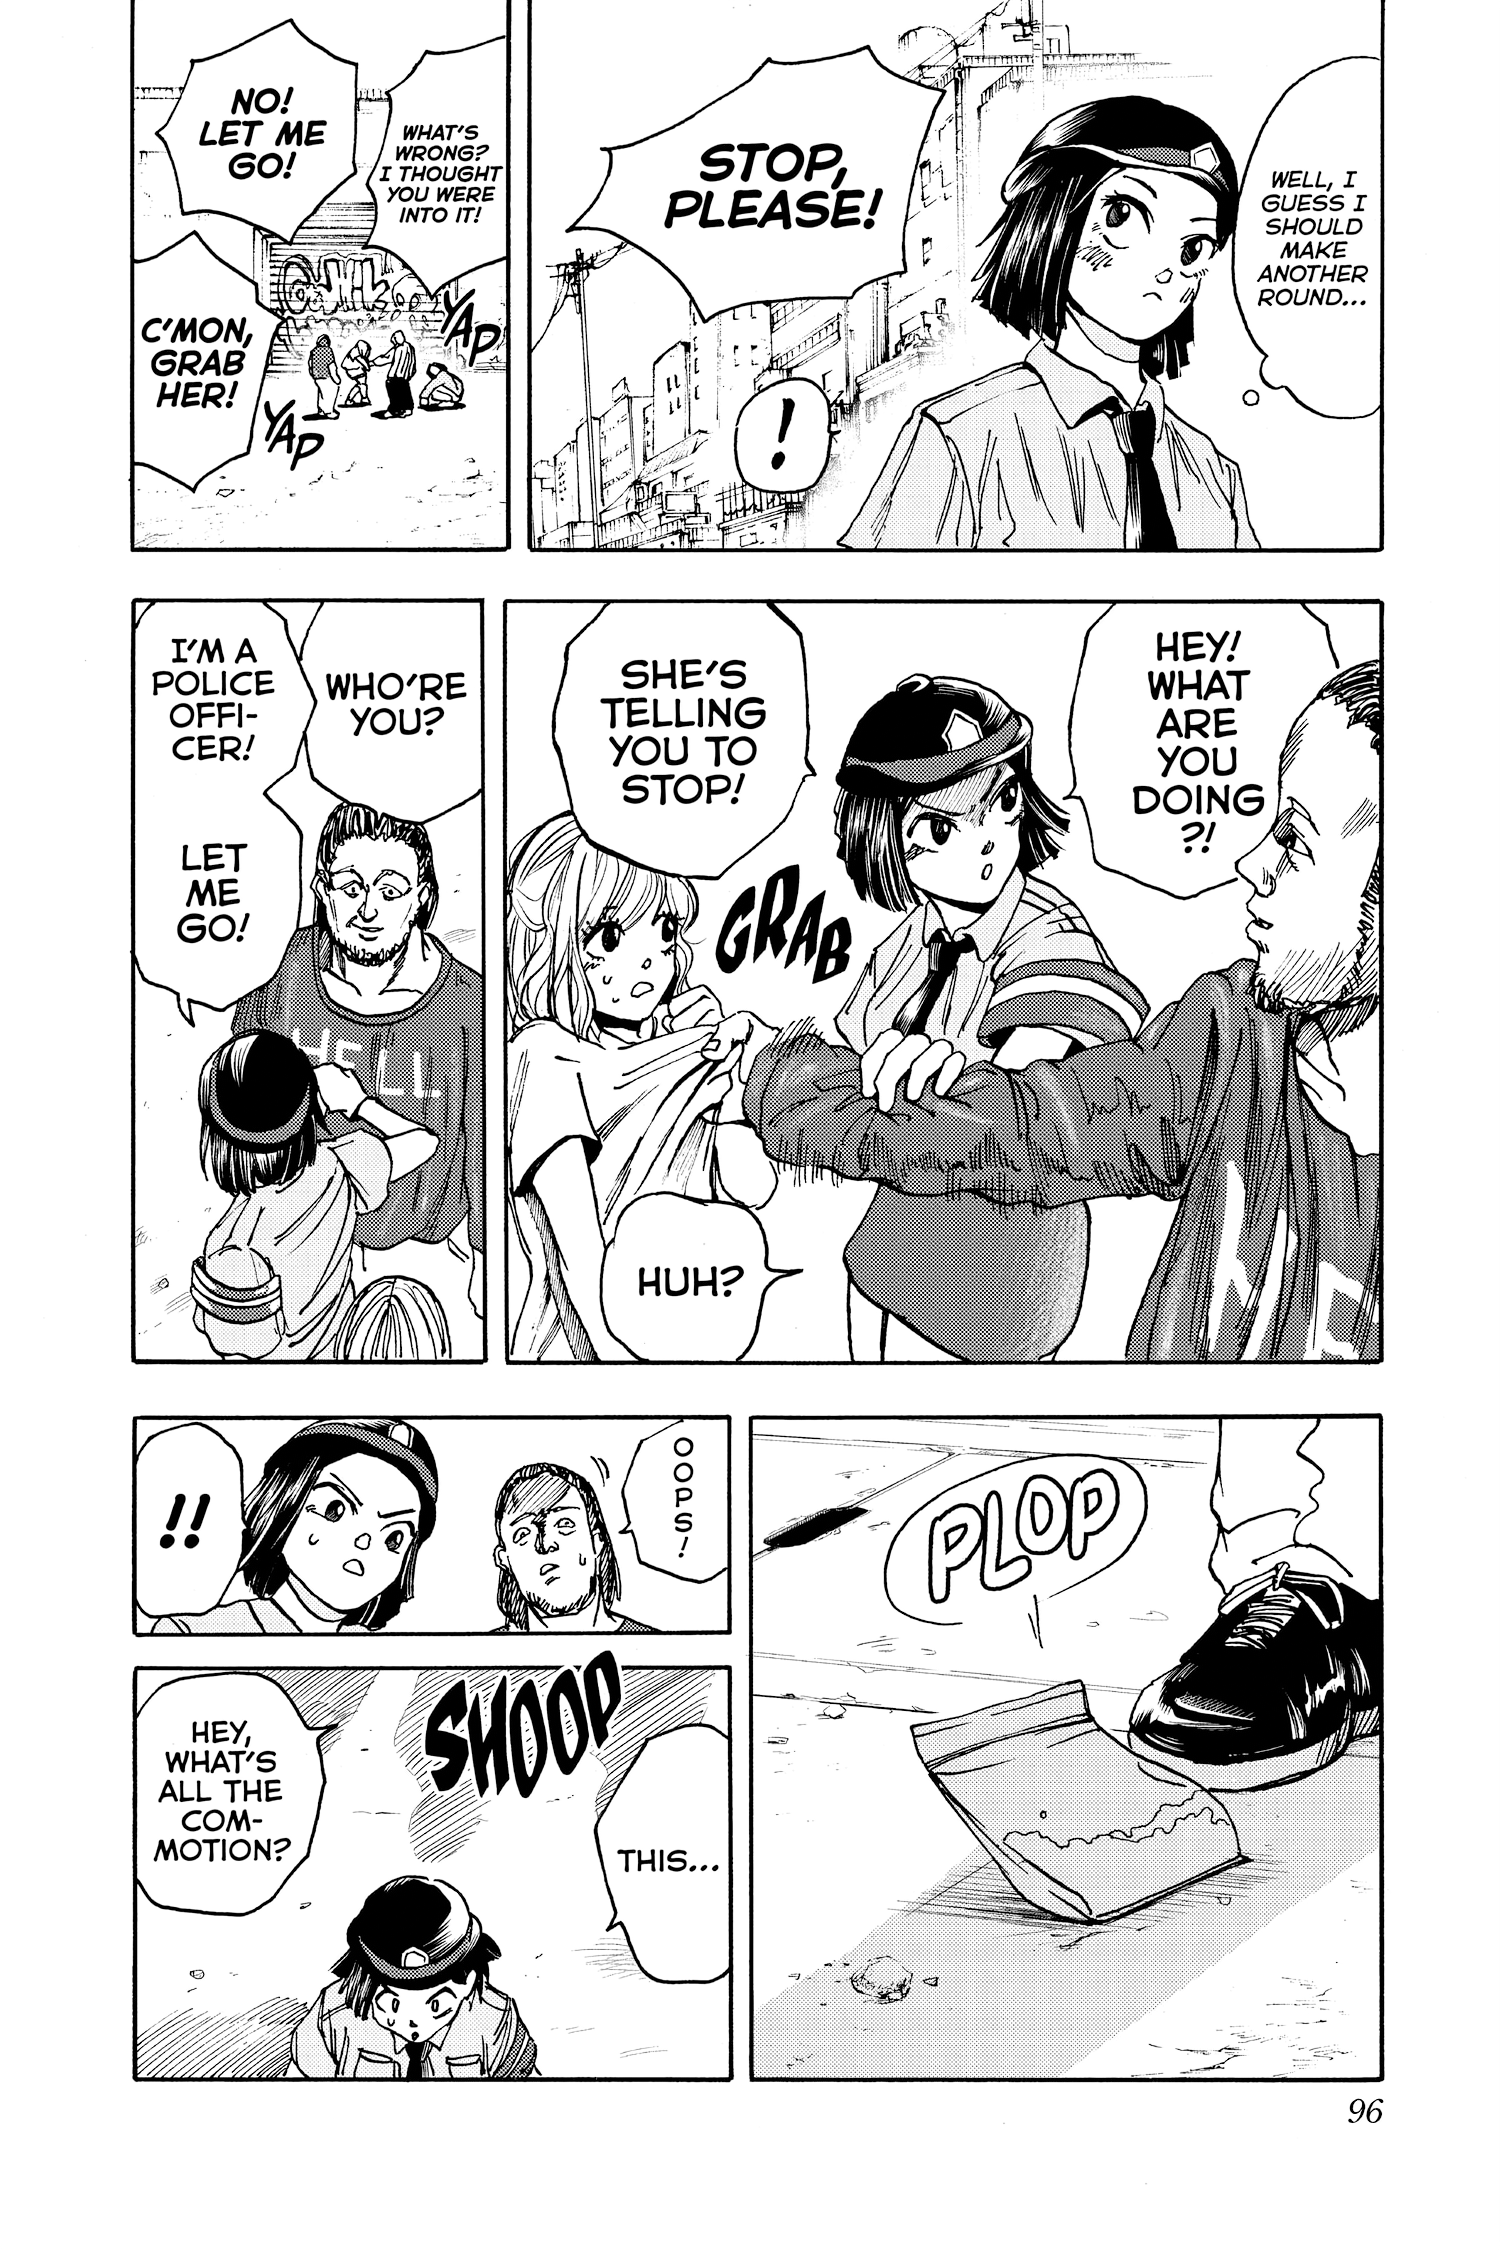 WELL, I
GUESS I
SHOULD
MAKE
ANOTHER
ROUND...
STOP,
PLEASE!
!
WHAT'S
WRONG?
I THOUGHT
YOU WERE
INTO IT!
NO!
LET ME
GO!
YAP
C'MON,
GRAB
HER!
YAP
HEY!
WHAT
ARE
YOU
DOING
?!
SHE'S
TELLING
YOU TO
STOP!
GRAB
HUH?
WHO'RE
YOU?
I'M A
POLICE
OFFI-
CER!
LET
ME
GO!
HELL
PLOP
OOPS!
!!
SHOOP
THIS...
HEY,
WHAT'S
ALL THE
COM-
MOTION?
96